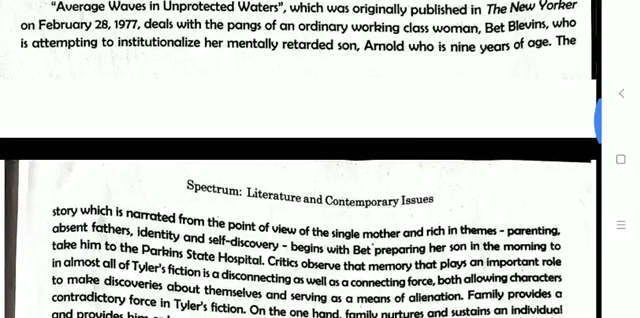 "Average Waves in Unprotected Waters", which was originally published in The New Yorker
on February 28, 1977, deals with the pangs of an ordinary working class woman, Bet Blevins, who
is attempting to institutionalize her mentally retarded son, Arnold who is nine years of age. The
Spectrum: Literature and Contemporary Issues
story which is narrated from the point of view of the single mother and rich in themes - parenting,
absent fathers, identity and self-discovery - begins with Bet preparing her son in the morning to
take him to the Parkins State Hospital. Critics observe that memory that plays an important role
in almost all of Tyler's fiction is a disconnecting as well as a connecting force, both allowing characters
to make discoveries about themselves and serving as a means of alienation. Family provides a
contradictory force in Tyler's fiction. On the one hand, family nurtures and sustains an individual
and provides him